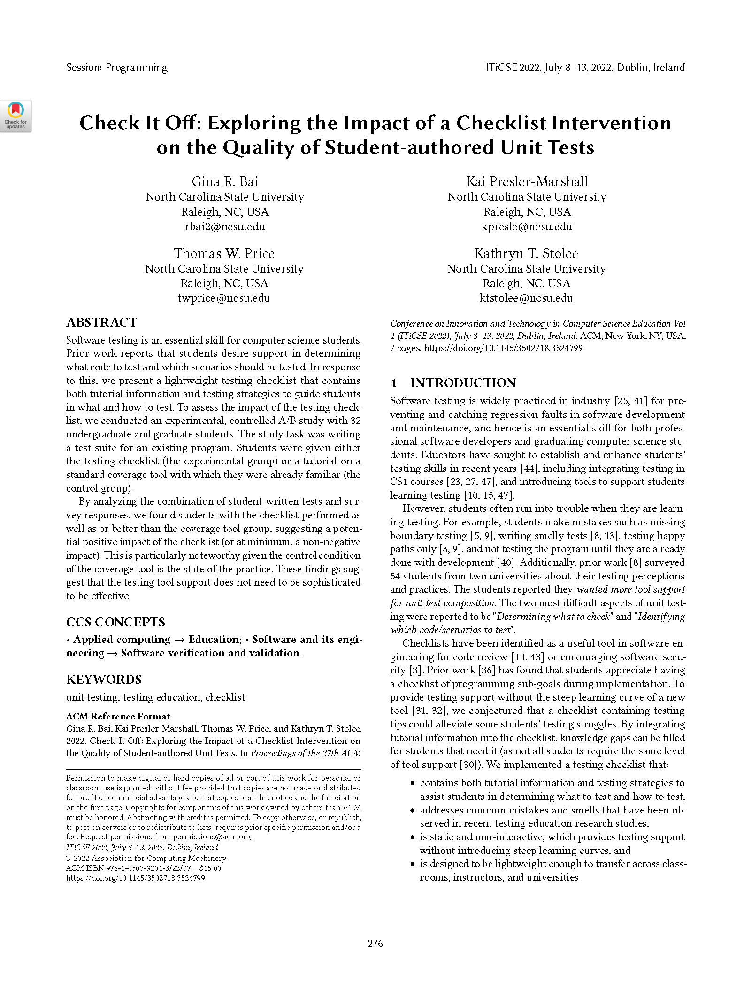 Session: Programming
ITiCSE 2022, July 8–13, 2022, Dublin, Ireland
Check for
updates
Check It Off: Exploring the Impact of a Checklist Intervention
on the Quality of Student-authored Unit Tests
Gina R. Bai
North Carolina State University
Raleigh, NC, USA
rbai2@ncsu.edu
Kai Presler-Marshall
North Carolina State University
Raleigh, NC, USA
kpresle@ncsu.edu
Thomas W. Price
North Carolina State University
Raleigh, NC, USA
twprice@ncsu.edu
Kathryn T. Stolee
North Carolina State University
Raleigh, NC, USA
ktstolee@ncsu.edu
ABSTRACT
Software testing is an essential skill for computer science students.
Prior work reports that students desire support in determining
what code to test and which scenarios should be tested. In response
to this, we present a lightweight testing checklist that contains
both tutorial information and testing strategies to guide students
in what and how to test. To assess the impact of the testing check-
list, we conducted an experimental, controlled A/B study with 32
undergraduate and graduate students. The study task was writing
a test suite for an existing program. Students were given either
the testing checklist (the experimental group) or a tutorial on a
standard coverage tool with which they were already familiar (the
control group).
By analyzing the combination of student-written tests and sur-
vey responses, we found students with the checklist performed as
well as or better than the coverage tool group, suggesting a poten-
tial positive impact of the checklist (or at minimum, a non-negative
impact). This is particularly noteworthy given the control condition
of the coverage tool is the state of the practice. These findings sug-
gest that the testing tool support does not need to be sophisticated
to be effective.
CCS CONCEPTS
• Applied computing → Education; • Software and its engi-
neering → Software verification and validation.
KEYWORDS
unit testing, testing education, checklist
ACM Reference Format:
Gina R. Bai, Kai Presler-Marshall, Thomas W. Price, and Kathryn T. Stolee.
2022. Check It Off: Exploring the Impact of a Checklist Intervention on
the Quality of Student-authored Unit Tests. In Proceedings of the 27th ACM
Permission to make digital or hard copies of all or part of this work for personal or
classroom use is granted without fee provided that copies are not made or distributed
for profit or commercial advantage and that copies bear this notice and the full citation
on the first page. Copyrights for components of this work owned by others than ACM
must be honored. Abstracting with credit is permitted. To copy otherwise, or republish,
to post on servers or to redistribute to lists, requires prior specific permission and/or a
fee. Request permissions from permissions@acm.org.
ITiCSE 2022, July 8–13, 2022, Dublin, Ireland
© 2022 Association for Computing Machinery.
ACM ISBN 978-1-4503-9201-3/22/07…$15.00
https://doi.org/10.1145/3502718.3524799
Conference on Innovation and Technology in Computer Science Education Vol
1 (ITiCSE 2022), July 8–13, 2022, Dublin, Ireland. ACM, New York, NY, USA,
7 pages. https://doi.org/10.1145/3502718.3524799
1 INTRODUCTION
Software testing is widely practiced in industry [25, 41] for pre-
venting and catching regression faults in software development
and maintenance, and hence is an essential skill for both profes-
sional software developers and graduating computer science stu-
dents. Educators have sought to establish and enhance students’
testing skills in recent years [44], including integrating testing in
CS1 courses [23, 27, 47], and introducing tools to support students
learning testing [10, 15, 47].
However, students often run into trouble when they are learn-
ing testing. For example, students make mistakes such as missing
boundary testing [5, 9], writing smelly tests [8, 13], testing happy
paths only [8, 9], and not testing the program until they are already
done with development [40]. Additionally, prior work [8] surveyed
54 students from two universities about their testing perceptions
and practices. The students reported they wanted more tool support
for unit test composition. The two most difficult aspects of unit test-
ing were reported to be "Determining what to check" and "Identifying
which code/scenarios to test".
Checklists have been identified as a useful tool in software en-
gineering for code review [14, 43] or encouraging software secu-
rity [3]. Prior work [36] has found that students appreciate having
a checklist of programming sub-goals during implementation. To
provide testing support without the steep learning curve of a new
tool [31, 32], we conjectured that a checklist containing testing
tips could alleviate some students’ testing struggles. By integrating
tutorial information into the checklist, knowledge gaps can be filled
for students that need it (as not all students require the same level
of tool support [30]). We implemented a testing checklist that:
• contains both tutorial information and testing strategies to
assist students in determining what to test and how to test,
• addresses common mistakes and smells that have been ob-
served in recent testing education research studies,
• is static and non-interactive, which provides testing support
without introducing steep learning curves, and
• is designed to be lightweight enough to transfer across class-
rooms, instructors, and universities.
276